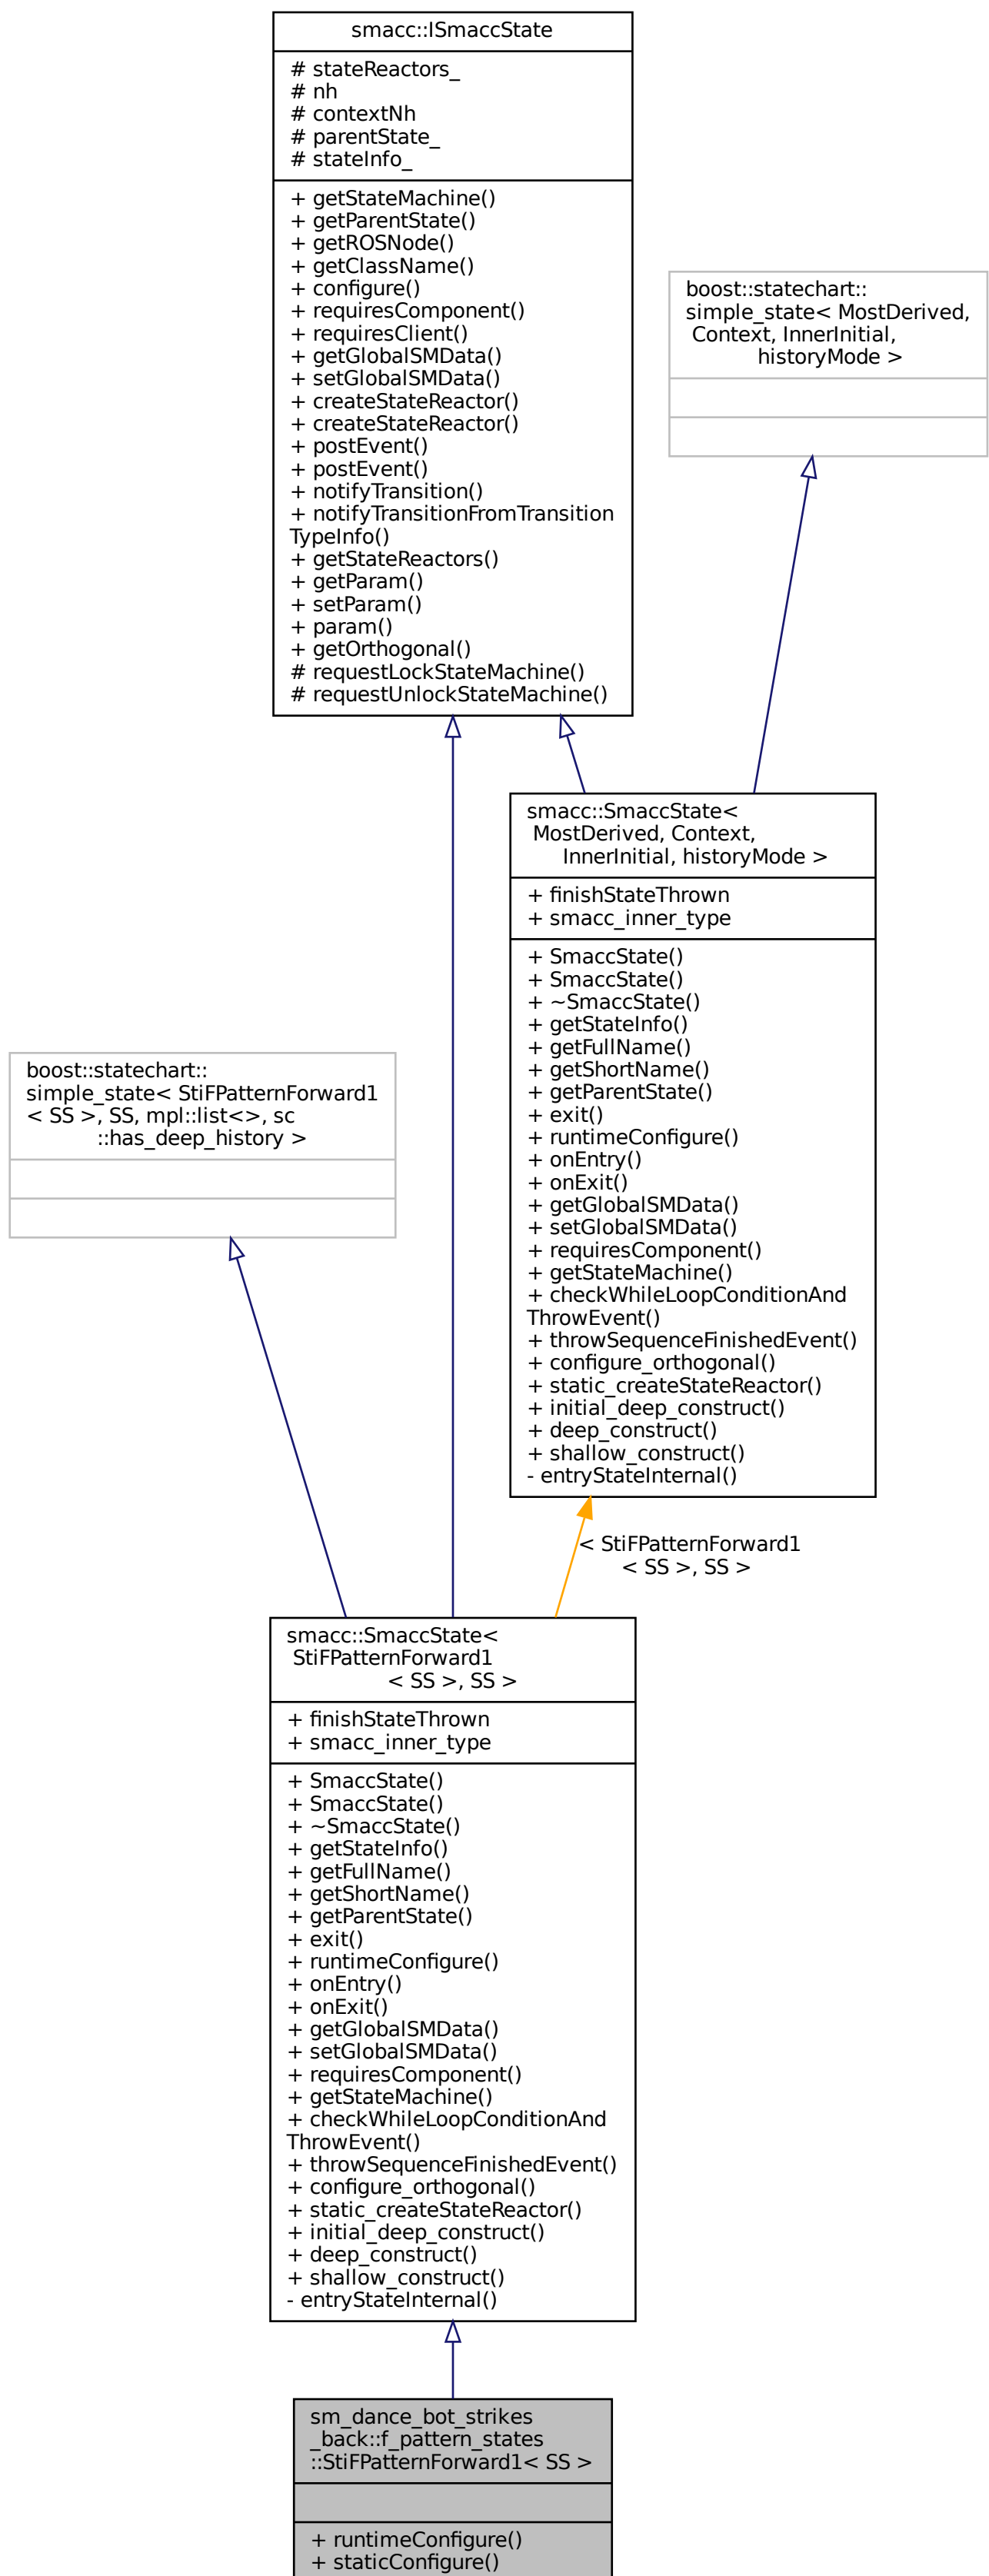 smacc::ISmaccState
# stateReactors_
# nh
# contextNh
# parentState_
# stateInfo_
+ getStateMachine()
+ getParentState()
+ getROSNode()
+ getClassName()
+ configure()
+ requiresComponent()
+ requiresClient()
+ getGlobalSMData()
+ setGlobalSMData()
+ createStateReactor()
+ createStateReactor()
+ postEvent()
+ postEvent()
+ notifyTransition()
+ notifyTransitionFromTransition
TypeInfo()
+ getStateReactors()
+ getParam()
+ setParam()
+ param()
+ getOrthogonal()
# requestLockStateMachine()
# requestUnlockStateMachine()
boost::statechart::
simple_state< MostDerived,
Context, InnerInitial,
historyMode >
smacc::SmaccState<
MostDerived, Context,
InnerInitial, historyMode >
+ finishStateThrown
+ smacc_inner_type
+ SmaccState()
+ SmaccState()
+ ~SmaccState()
+ getStateInfo()
+ getFullName()
+ getShortName()
+ getParentState()
+ exit()
+ runtimeConfigure()
+ onEntry()
+ onExit()
+ getGlobalSMData()
+ setGlobalSMData()
+ requiresComponent()
+ getStateMachine()
+ checkWhileLoopConditionAnd
ThrowEvent()
+ throwSequenceFinishedEvent()
+ configure_orthogonal()
+ static_createStateReactor()
+ initial_deep_construct()
+ deep_construct()
+ shallow_construct()
- entryStateInternal()
boost::statechart::
simple_state< StiFPatternForward1
< SS >, SS, mpl::list<>, sc
::has_deep_history >
< StiFPatternForward1
< SS >, SS >
smacc::SmaccState<
StiFPatternForward1
< SS >, SS >
+ finishStateThrown
+ smacc_inner_type
+ SmaccState()
+ SmaccState()
+ ~SmaccState()
+ getStateInfo()
+ getFullName()
+ getShortName()
+ getParentState()
+ exit()
+ runtimeConfigure()
+ onEntry()
+ onExit()
+ getGlobalSMData()
+ setGlobalSMData()
+ requiresComponent()
+ getStateMachine()
+ checkWhileLoopConditionAnd
ThrowEvent()
+ throwSequenceFinishedEvent()
+ configure_orthogonal()
+ static_createStateReactor()
+ initial_deep_construct()
+ deep_construct()
+ shallow_construct()
- entryStateInternal()
sm_dance_bot_strikes
_back::f_pattern_states
::StiFPatternForward1< SS >
+ runtimeConfigure()
+ staticConfigure()